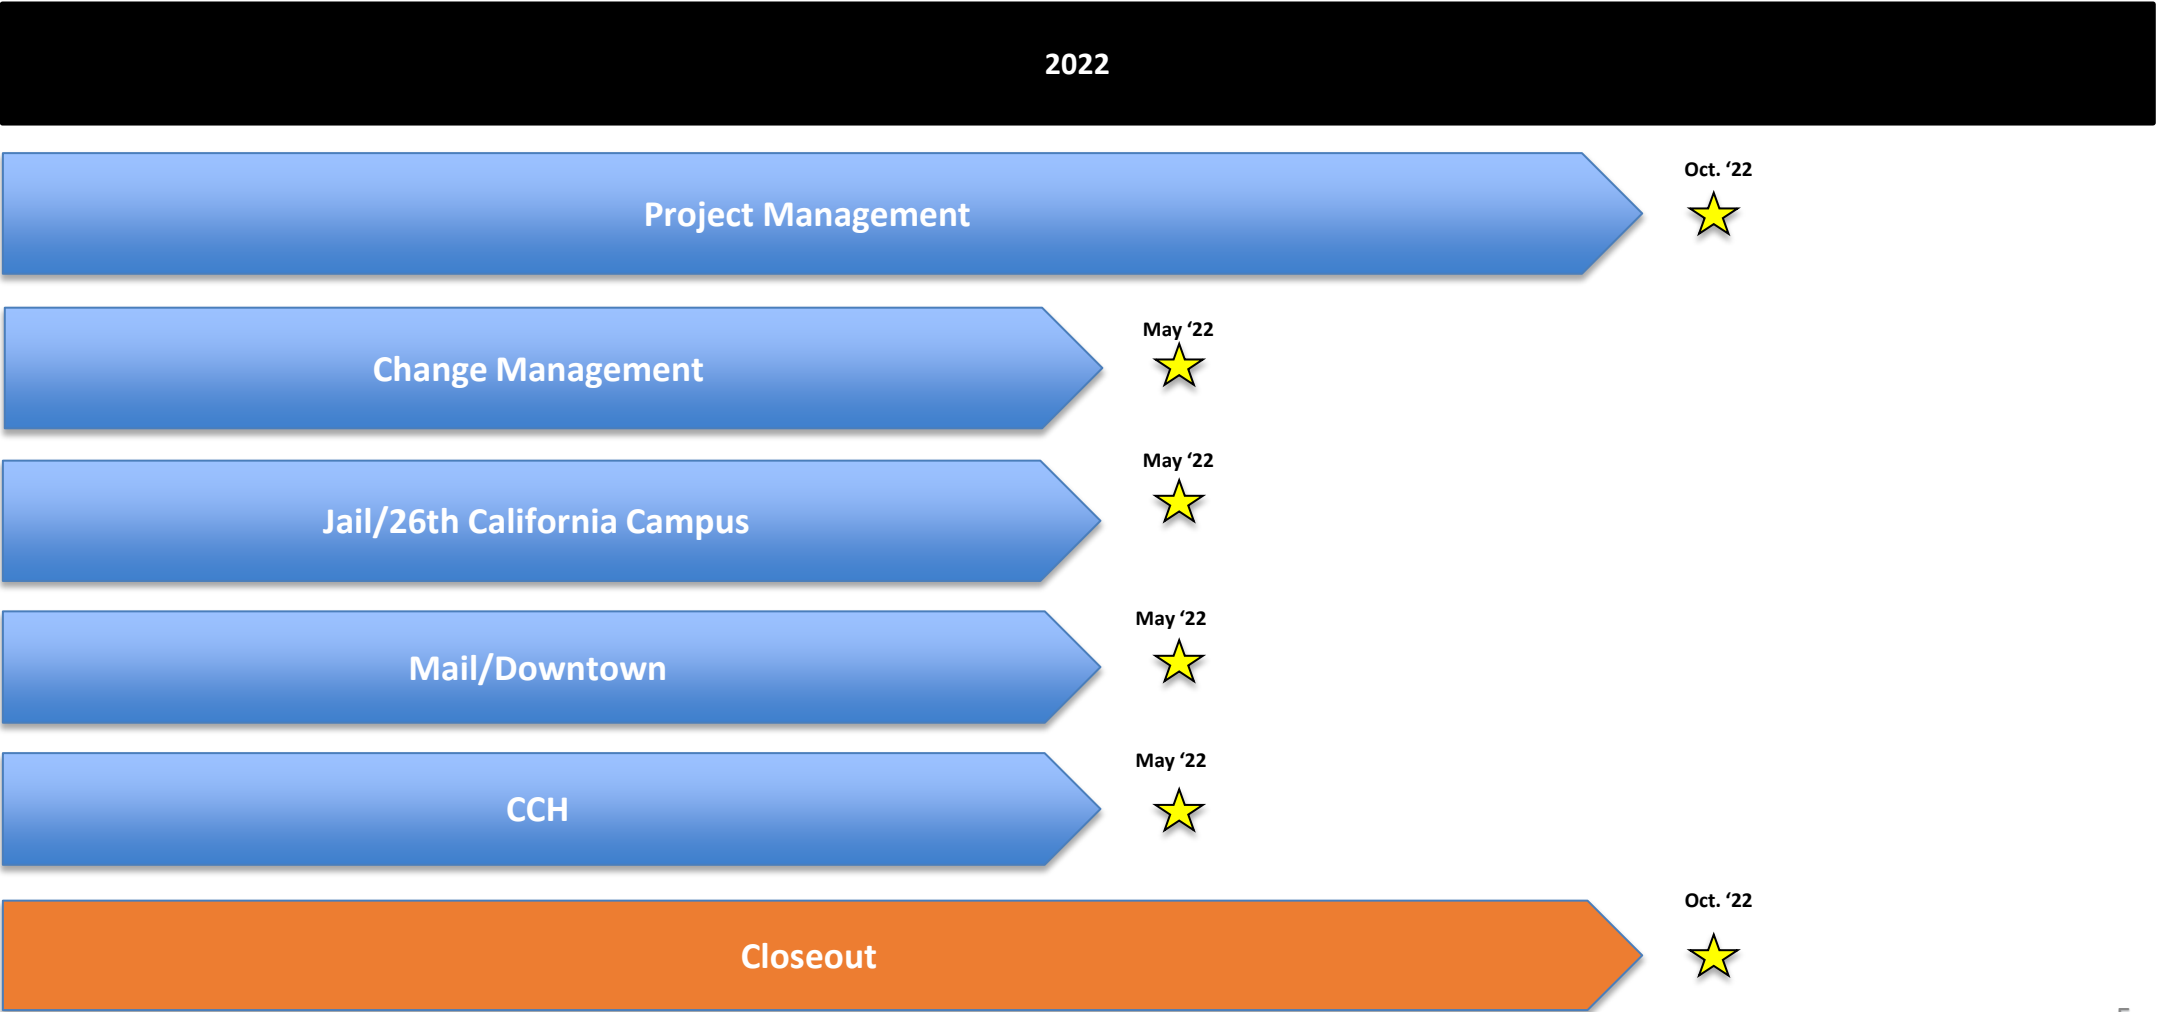 2022
Project Management
Oct. ‘22
Change Management
May ‘22
Jail/26th California Campus
May ‘22
Mail/Downtown
May ‘22
CCH
May ‘22
Closeout
Oct. ‘22